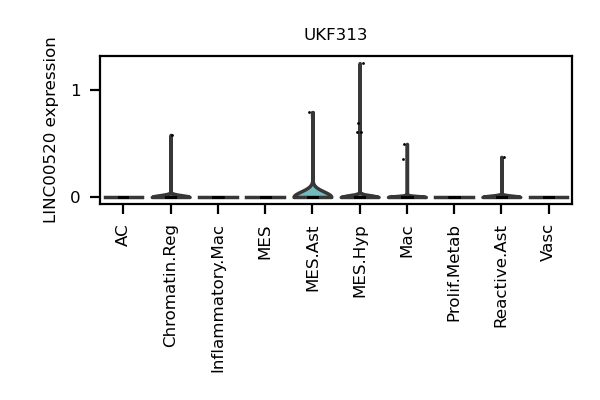 UKF313
LINC00520 expression
1
0
AC
Chromatin.Reg
Inflammatory.Mac
MES
MES.Ast
MES.Hyp
Mac
Prolif.Metab
Reactive.Ast
Vasc